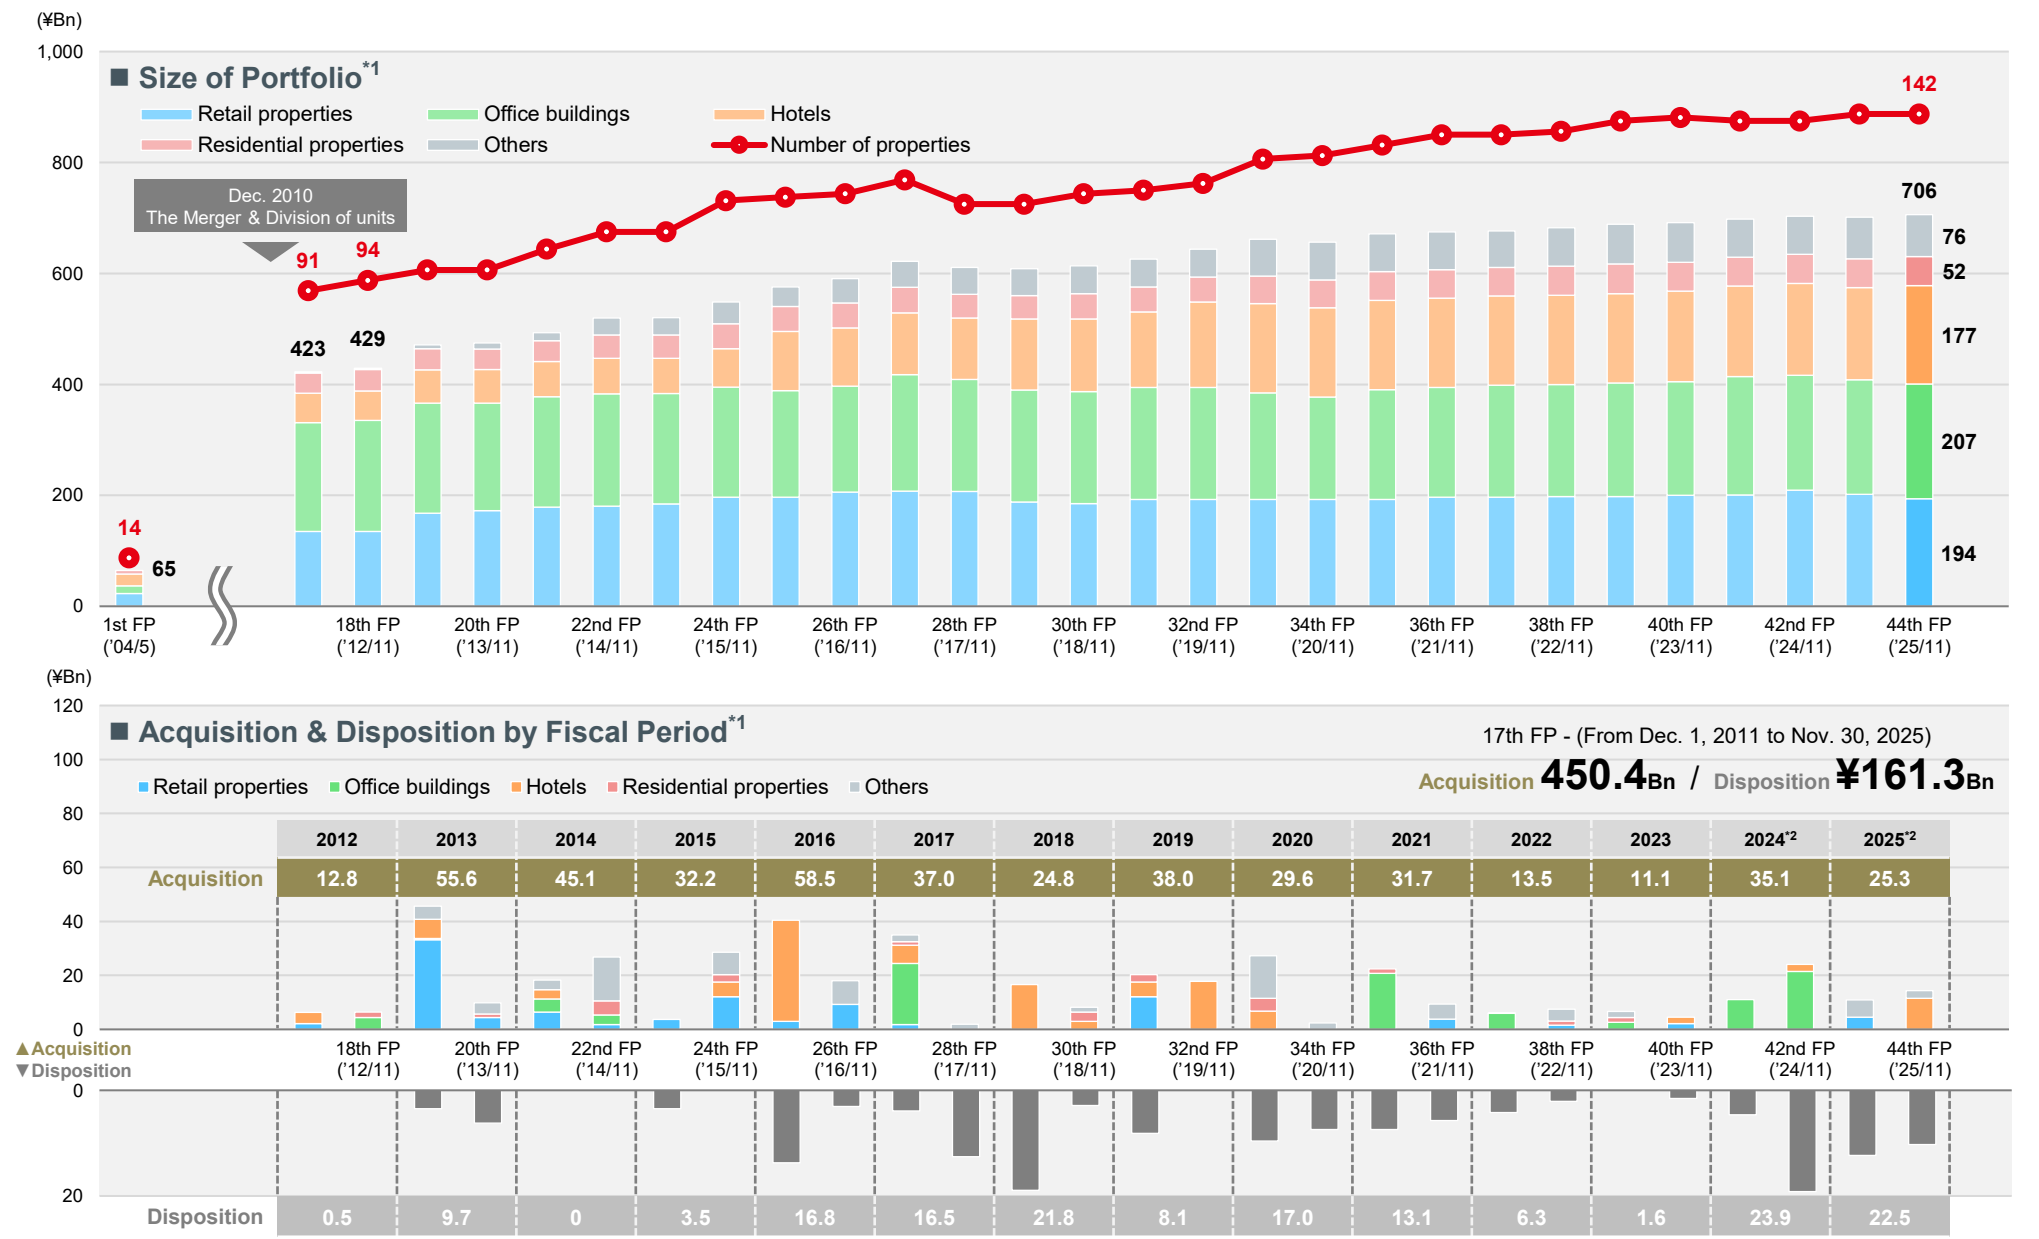 (¥Bn)
1,000
■ Size of Portfolio*1
Retail properties Office buildings Hotels
Residential properties Others Number of properties
800
600
400
200
0
Dec. 2010
The Merger & Division of units
14
65
91
94
423
429
142
706
76
52
177
207
194
1st FP 18th FP 20th FP 22nd FP 24th FP 26th FP 28th FP 30th FP 32nd FP 34th FP 36th FP 38th FP 40th FP 42nd FP 44th FP
(’04/5) (’12/11) (’13/11) (’14/11) (’15/11) (’16/11) (’17/11) (’18/11) (’19/11) (’20/11) (’21/11) (’22/11) (’23/11) (’24/11) (’25/11)
(¥Bn)
120
■ Acquisition & Disposition by Fiscal Period*1
17th FP - (From Dec. 1, 2011 to Nov. 30, 2025)
Acquisition 450.4Bn / Disposition ¥161.3Bn
100
Retail properties Office buildings Hotels Residential properties Others
80
2012 2013 2014 2015 2016 2017 2018 2019 2020 2021 2022 2023 2024*2 2025*2
60
Acquisition 12.8 55.6 45.1 32.2 58.5 37.0 24.8 38.0 29.6 31.7 13.5 11.1 35.1 25.3
40
20
0
18th FP 20th FP 22nd FP 24th FP 26th FP 28th FP 30th FP 32nd FP 34th FP 36th FP 38th FP 40th FP 42nd FP 44th FP
(’12/11) (’13/11) (’14/11) (’15/11) (’16/11) (’17/11) (’18/11) (’19/11) (’20/11) (’21/11) (’22/11) (’23/11) (’24/11) (’25/11)
▲Acquisition
▼Disposition
0
20
Disposition 0.5 9.7 0 3.5 16.8 16.5 21.8 8.1 17.0 13.1 6.3 1.6 23.9 22.5